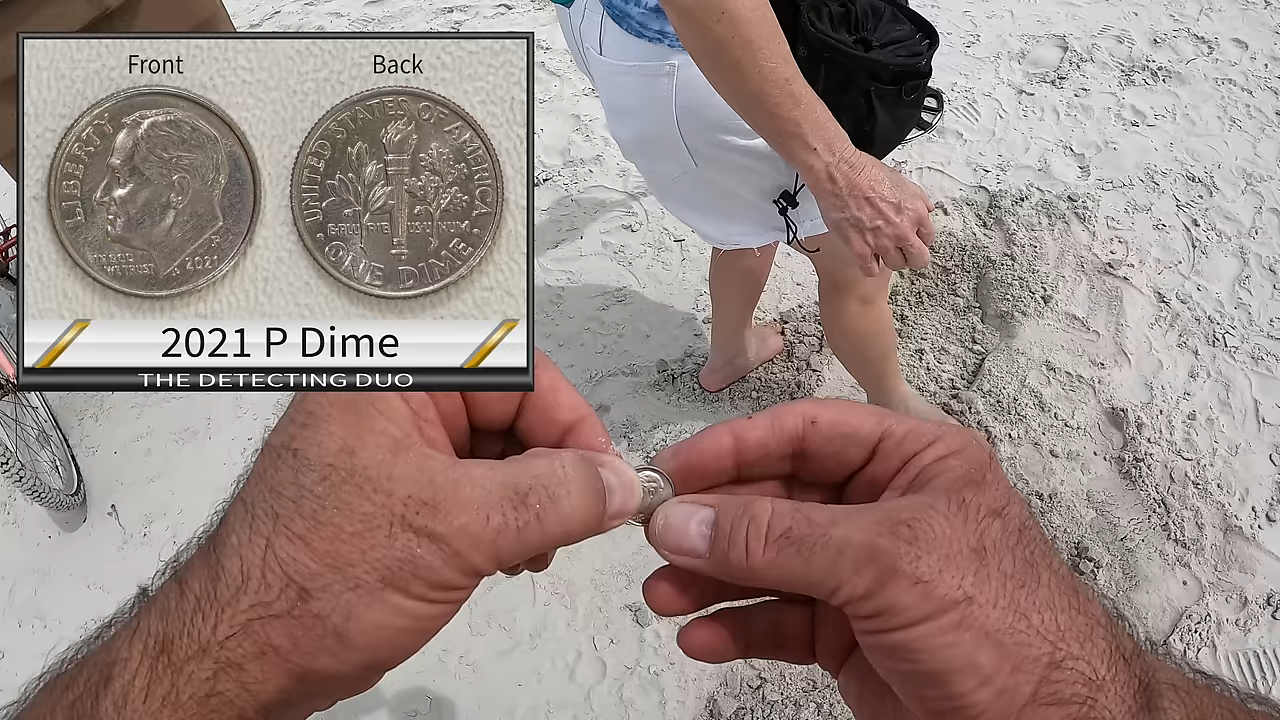 Front
Back
LIBERTY
IN GOD
WE TRUST
P
2021
UNITED STATES OF AMERICA
E PLURIBUS UNUM
ONE DIME
2021 P Dime
THE DETECTING DUO